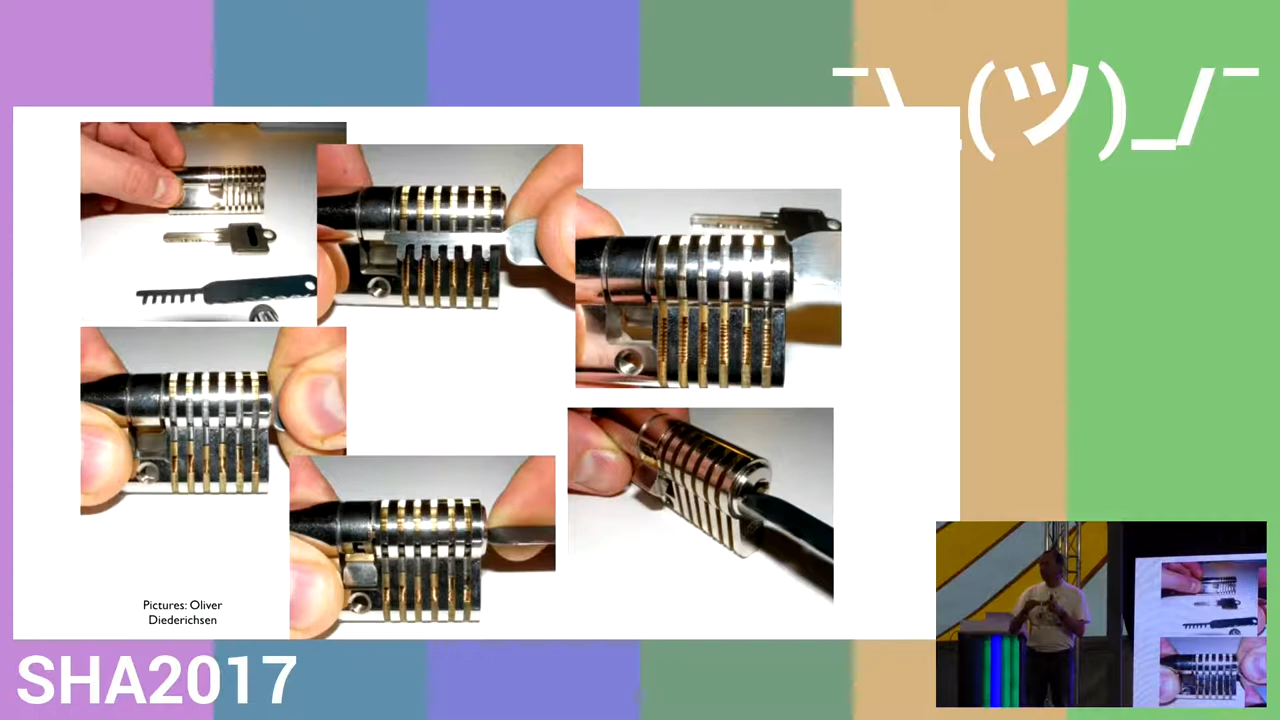 ¯\_(ツ)_/¯
Pictures: Oliver
Diederichsen
SHA2017